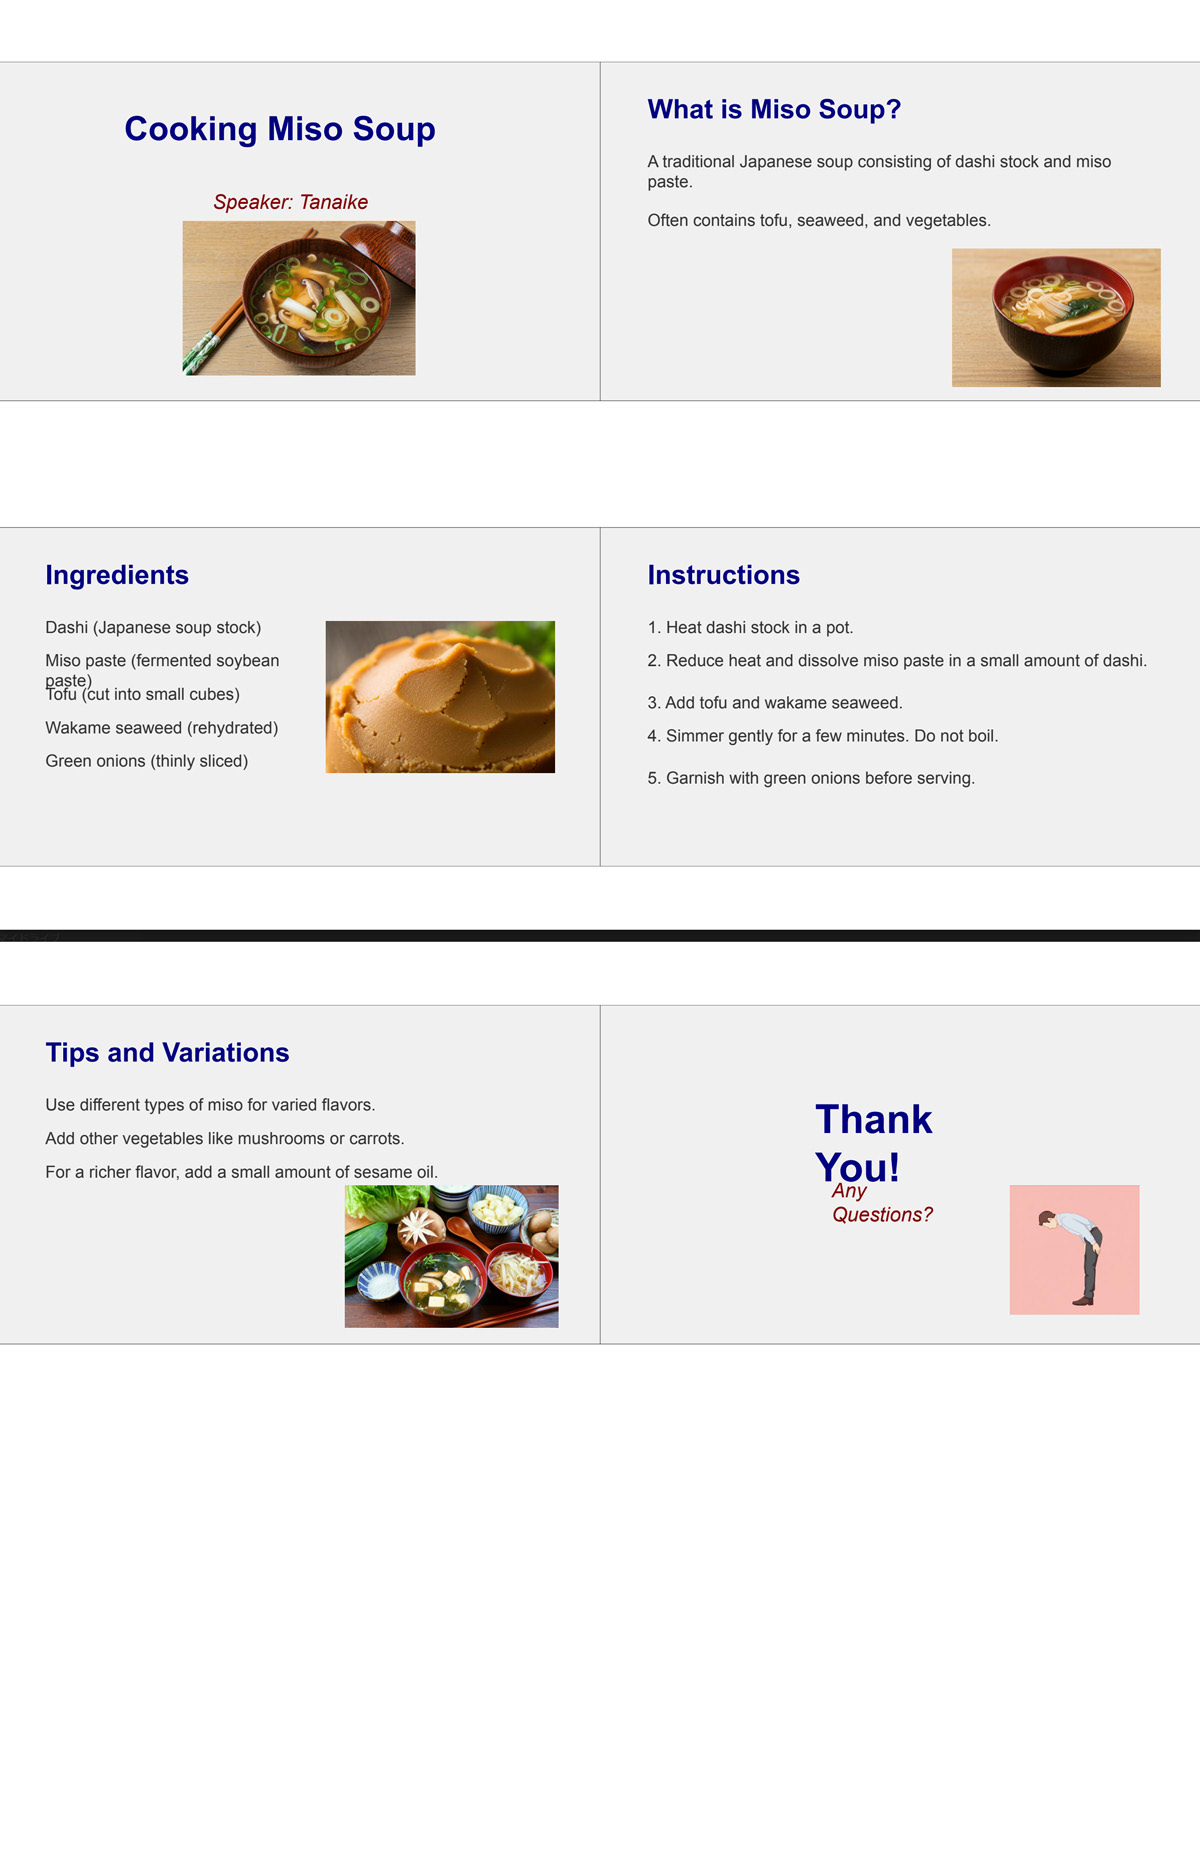 Cooking Miso Soup
Speaker: Tanaike
What is Miso Soup?
A traditional Japanese soup consisting of dashi stock and miso
paste.
Often contains tofu, seaweed, and vegetables.
Ingredients
Dashi (Japanese soup stock)
Miso paste (fermented soybean
paste)
Tofu (cut into small cubes)
Wakame seaweed (rehydrated)
Green onions (thinly sliced)
Instructions
1. Heat dashi stock in a pot.
2. Reduce heat and dissolve miso paste in a small amount of dashi.
3. Add tofu and wakame seaweed.
4. Simmer gently for a few minutes. Do not boil.
5. Garnish with green onions before serving.
Tips and Variations
Use different types of miso for varied flavors.
Add other vegetables like mushrooms or carrots.
For a richer flavor, add a small amount of sesame oil.
Thank
You!
Any
Questions?